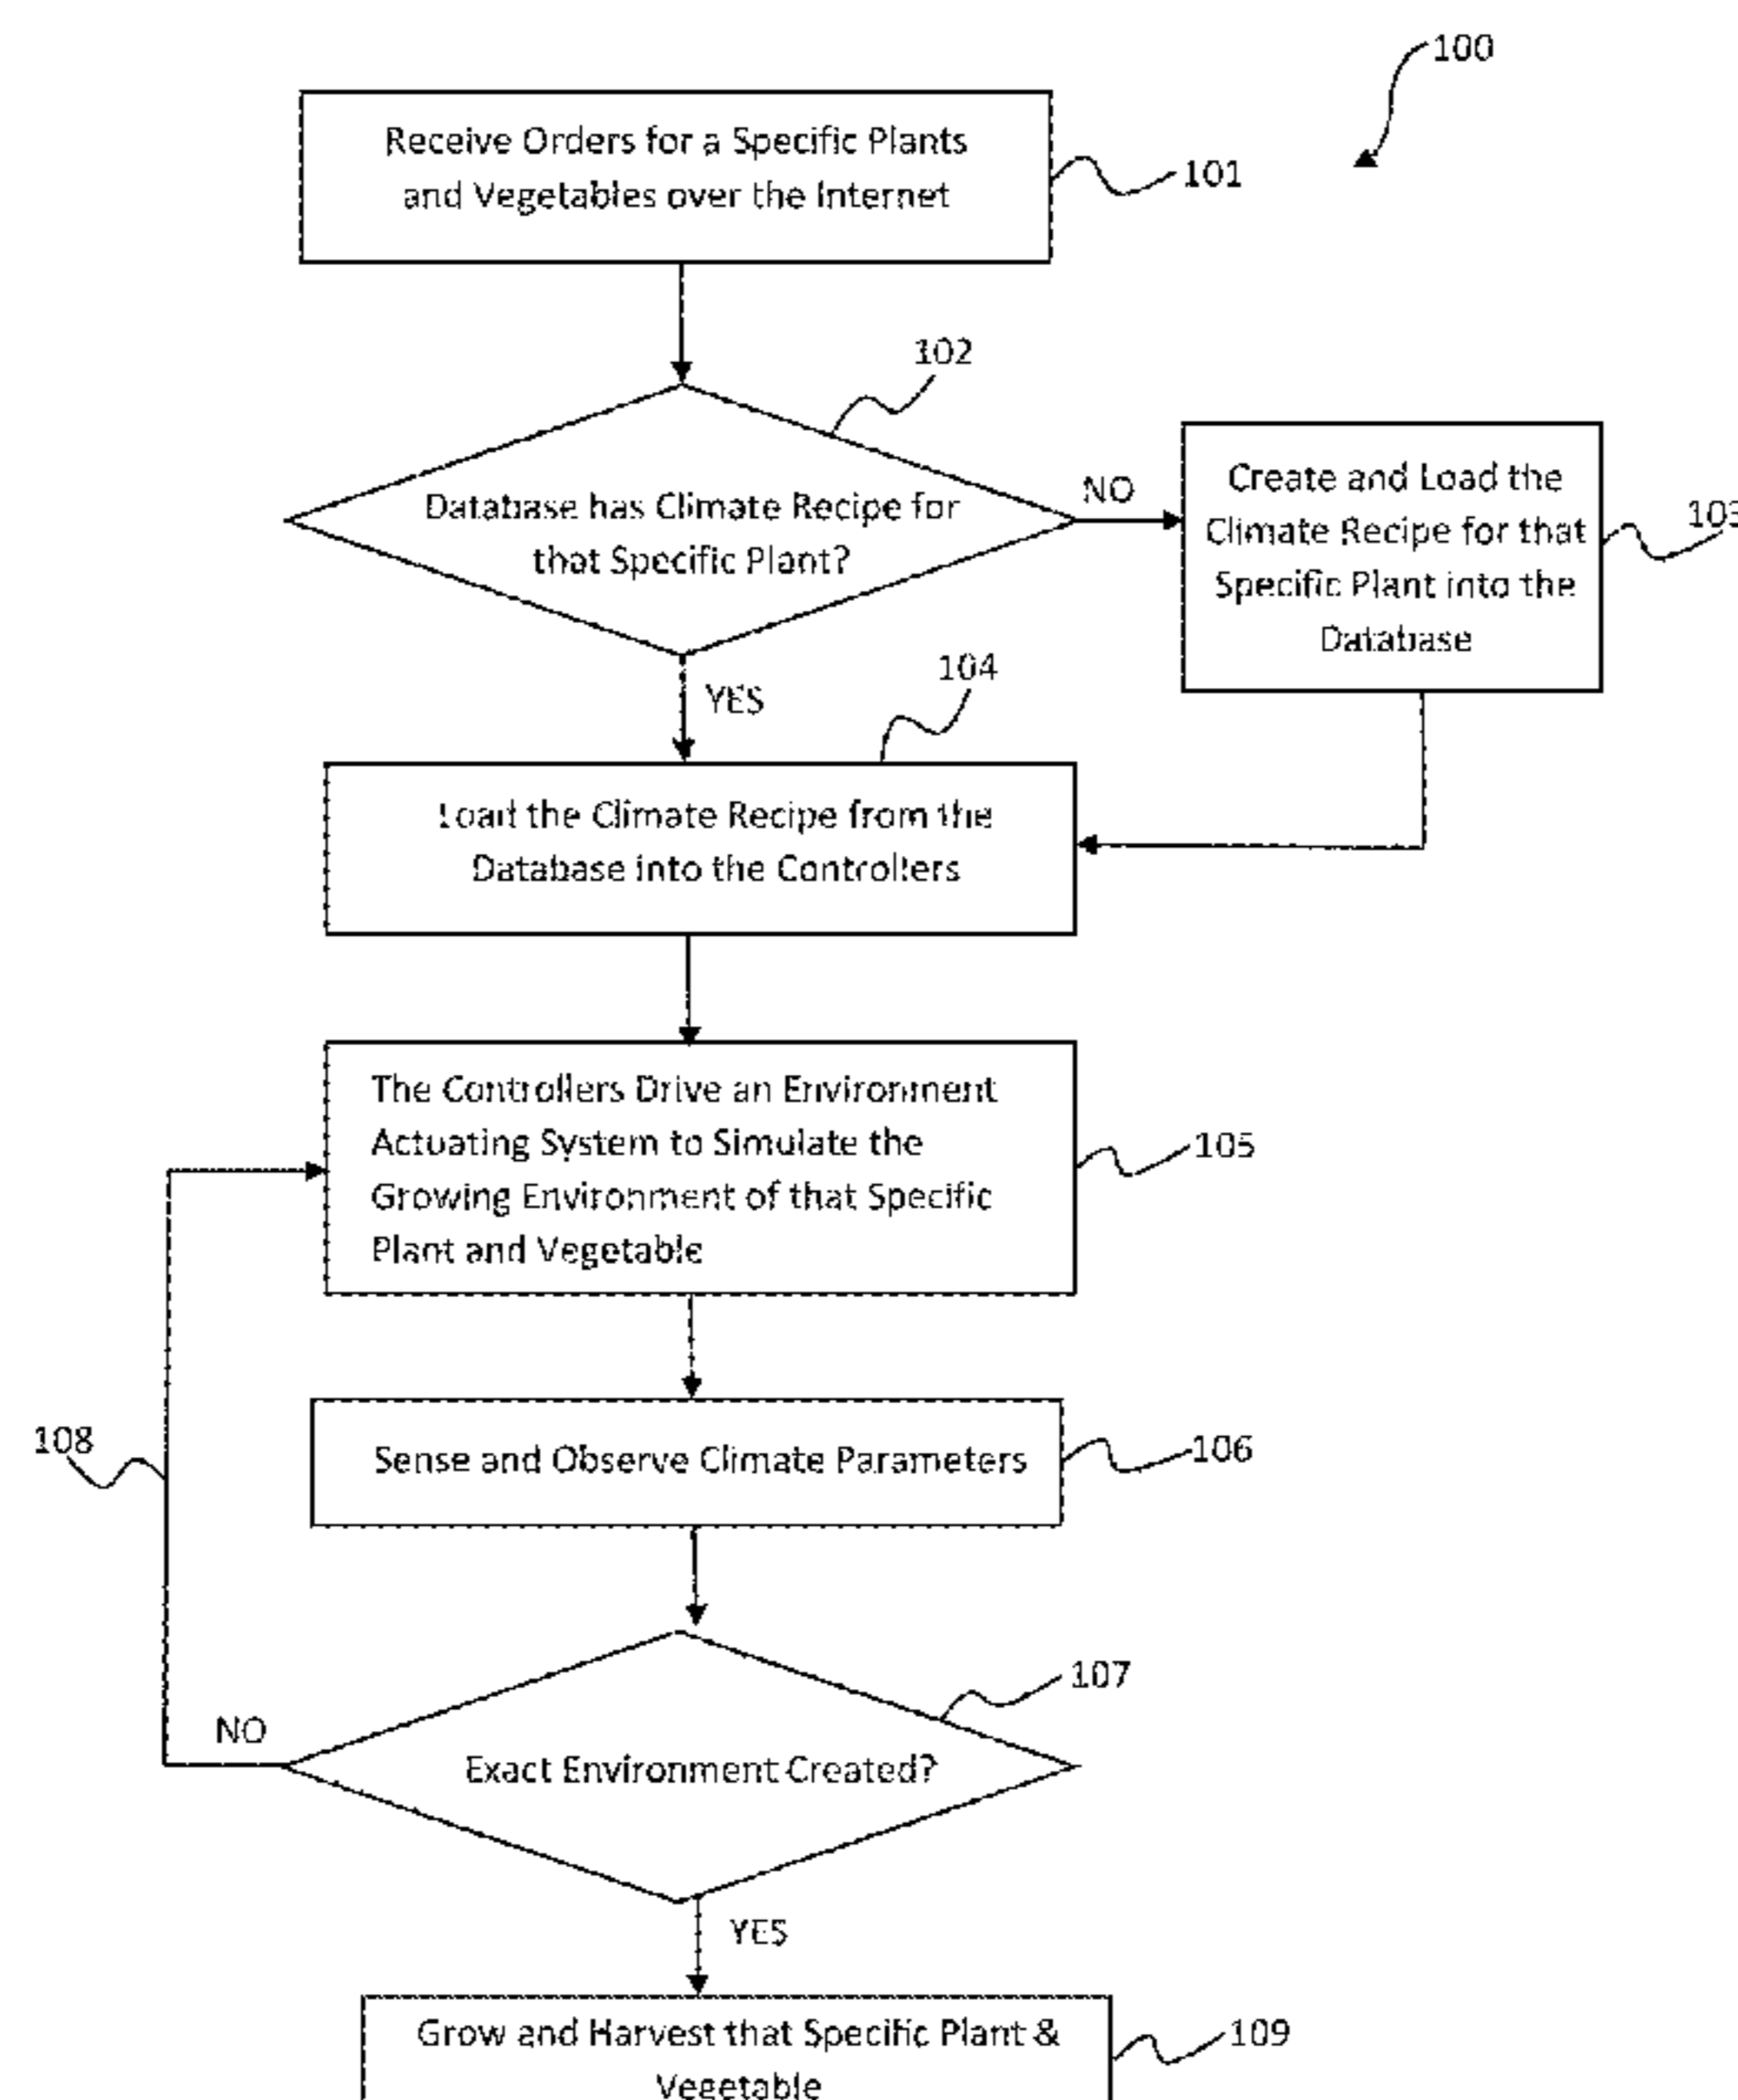 100
Receive Orders for a Specific Plants
and Vegetables over the Internet
101
102
Database has Climate Recipe for
that Specific Plant?
NO
Create and Load the
Climate Recipe for that
Specific Plant into the
Database
103
YES
104
Load the Climate Recipe from the
Database into the Controllers
The Controllers Drive an Environment
Actuating System to Simulate the
Growing Environment of that Specific
Plant and Vegetable
105
108
Sense and Observe Climate Parameters
106
107
NO
Exact Environment Created?
YES
Grow and Harvest that Specific Plant &
Vegetable
109